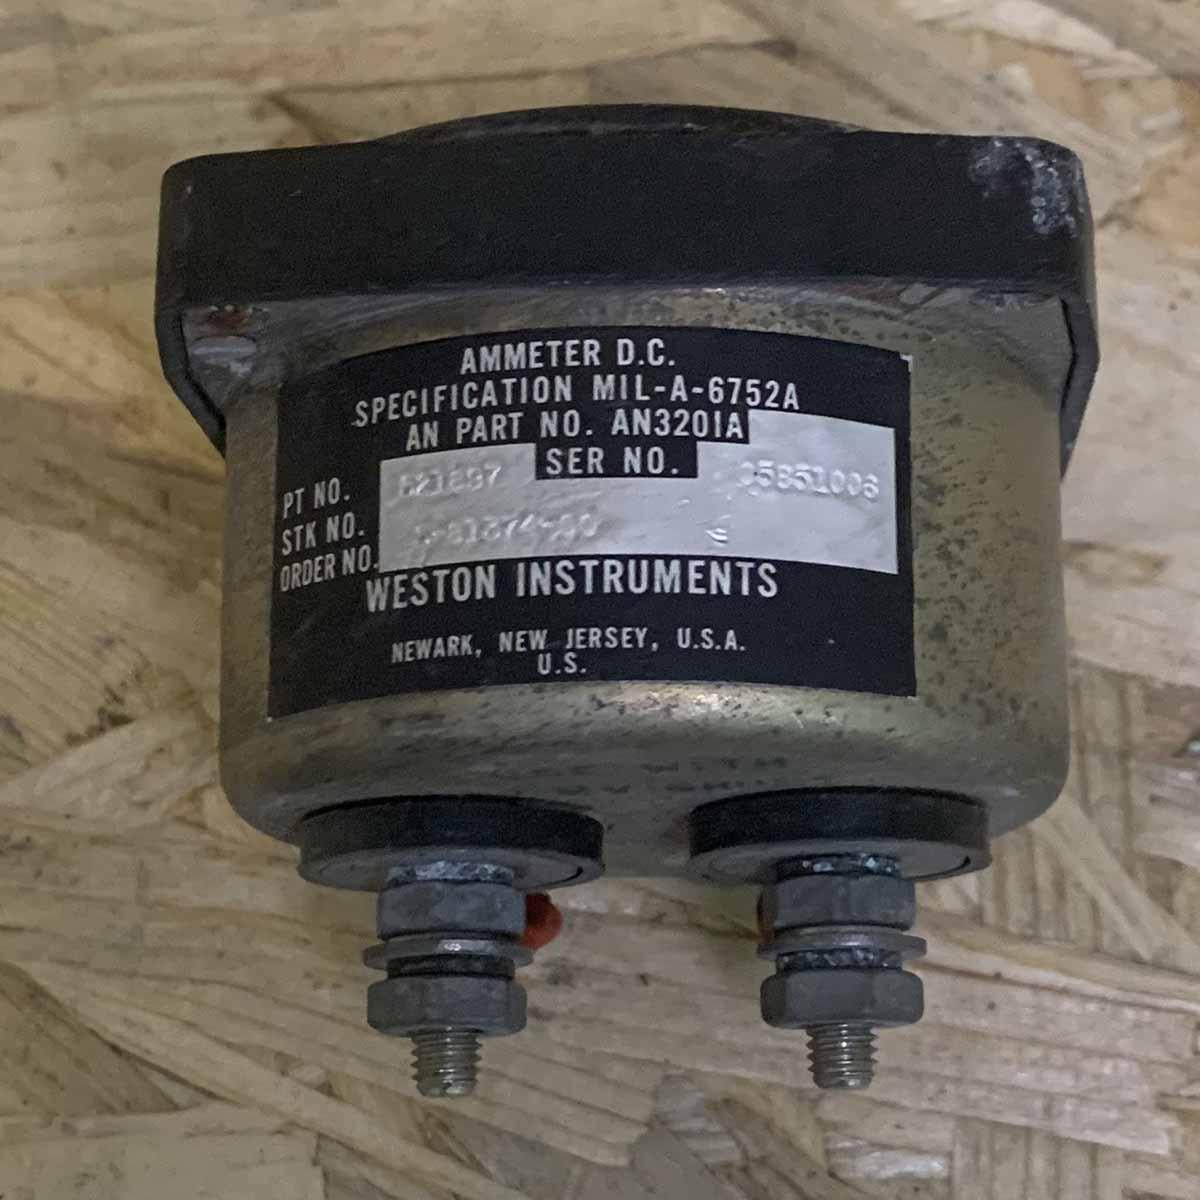 AMMETER D.C.
SPECIFICATION MIL-A-6752A
AN PART NO. AN3201A
SER NO.
PT NO.
STK NO.
ORDER NO.
WESTON INSTRUMENTS
NEWARK, NEW JERSEY, U.S.A.
U.S.